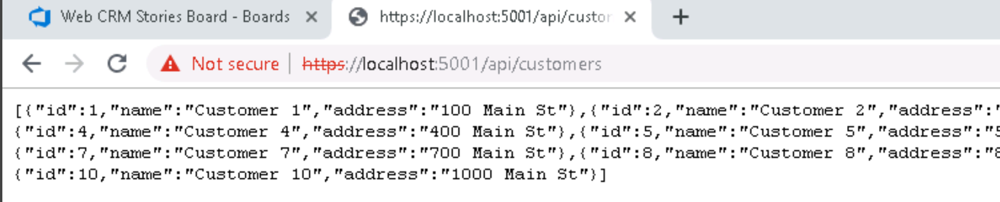 Web CRM Stories Board - Boards
https://localhost:5001/api/custor
Not secure | https://localhost:5001/api/customers
[{"id":1,"name":"Customer 1","address":"100 Main St"},{"id":2,"name":"Customer 2","address":"
{"id":4,"name":"Customer 4","address":"400 Main St"},{"id":5,"name":"Customer 5","address":"5
{"id":7,"name":"Customer 7","address":"700 Main St"},{"id":8,"name":"Customer 8","address":"8
{"id":10,"name":"Customer 10","address":"1000 Main St"}]